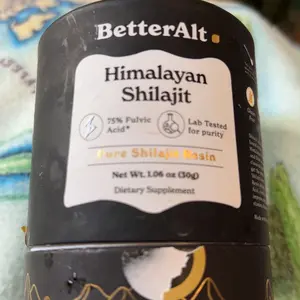 BetterAlt
Himalayan
Shilajit
75% Fulvic
Acid*
Lab Tested
for purity
Pure Shilajit Resin
Net Wt. 1.06 oz (30g)
Dietary Supplement